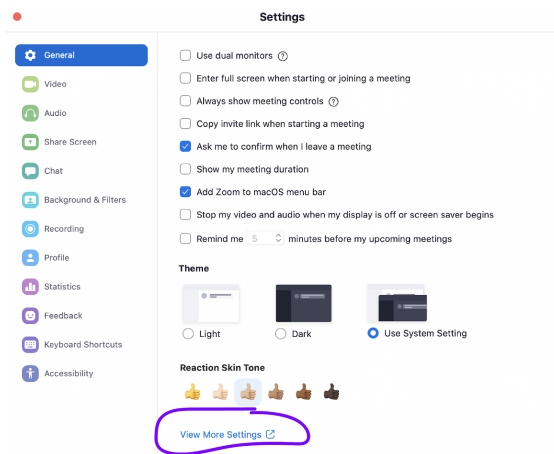 Settings
General
Video
Audio
Share Screen
Chat
Background & Filters
Recording
Profile
Statistics
Feedback
Keyboard Shortcuts
Accessibility
Use dual monitors ?
Enter full screen when starting or joining a meeting
Always show meeting controls ?
Copy invite link when starting a meeting
Ask me to confirm when I leave a meeting
Show my meeting duration
Add Zoom to macOS menu bar
Stop my video and audio when my display is off or screen saver begins
Remind me 5 minutes before my upcoming meetings
Theme
Light Dark Use System Setting
Reaction Skin Tone
View More Settings